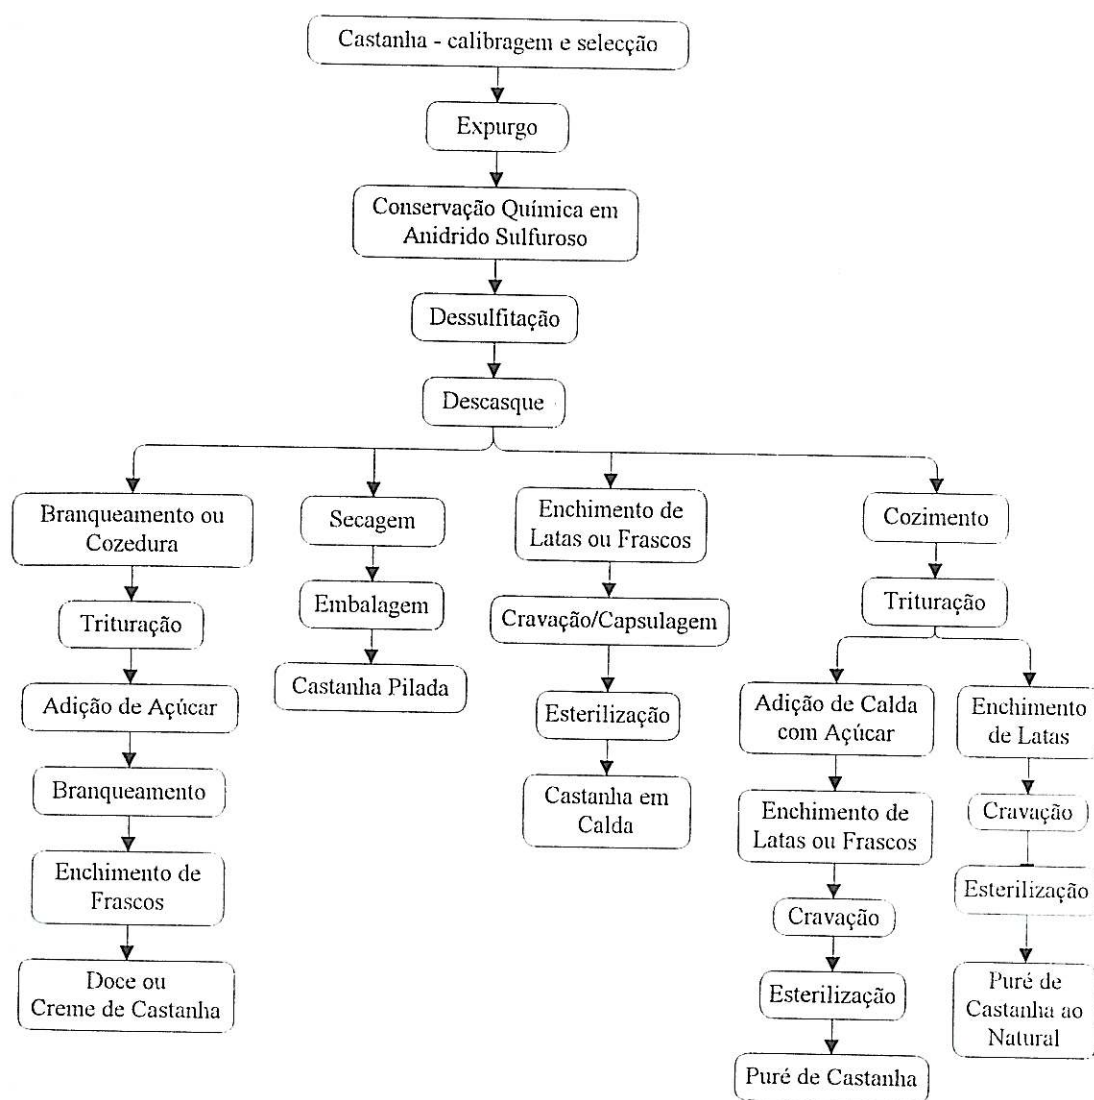 Castanha - calibragem e selecção
Expurgo
Conservação Química em
Anidrido Sulfuroso
Dessulfitação
Descasque
Branqueamento ou
Cozedura
Trituração
Adição de Açúcar
Branqueamento
Enchimento de
Frascos
Doce ou
Creme de Castanha
Secagem
Embalagem
Castanha Pilada
Enchimento de
Latas ou Frascos
Cravação/Capsulagem
Esterilização
Castanha em
Calda
Cozimento
Trituração
Adição de Calda
com Açúcar
Enchimento de
Latas ou Frascos
Cravação
Esterilização
Puré de Castanha
Enchimento
de Latas
Cravação
Esterilização
Puré de
Castanha ao
Natural